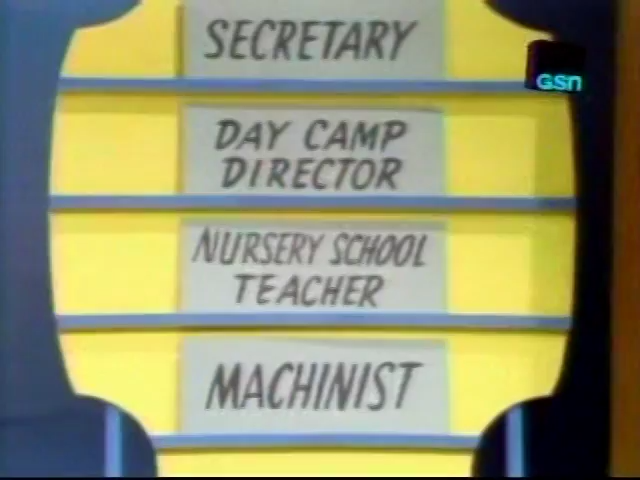 SECRETARY
GSN
DAY CAMP
DIRECTOR
NURSERY SCHOOL
TEACHER
MACHINIST